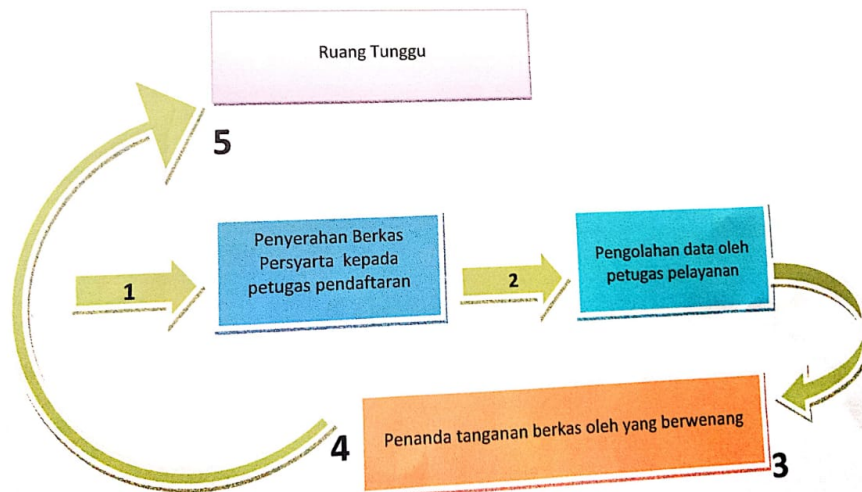 Ruang Tunggu
5
Penyerahan Berkas
Persyarta kepada
petugas pendaftaran
1
2
Pengolahan data oleh
petugas pelayanan
Penanda tanganan berkas oleh yang berwenang
4
3